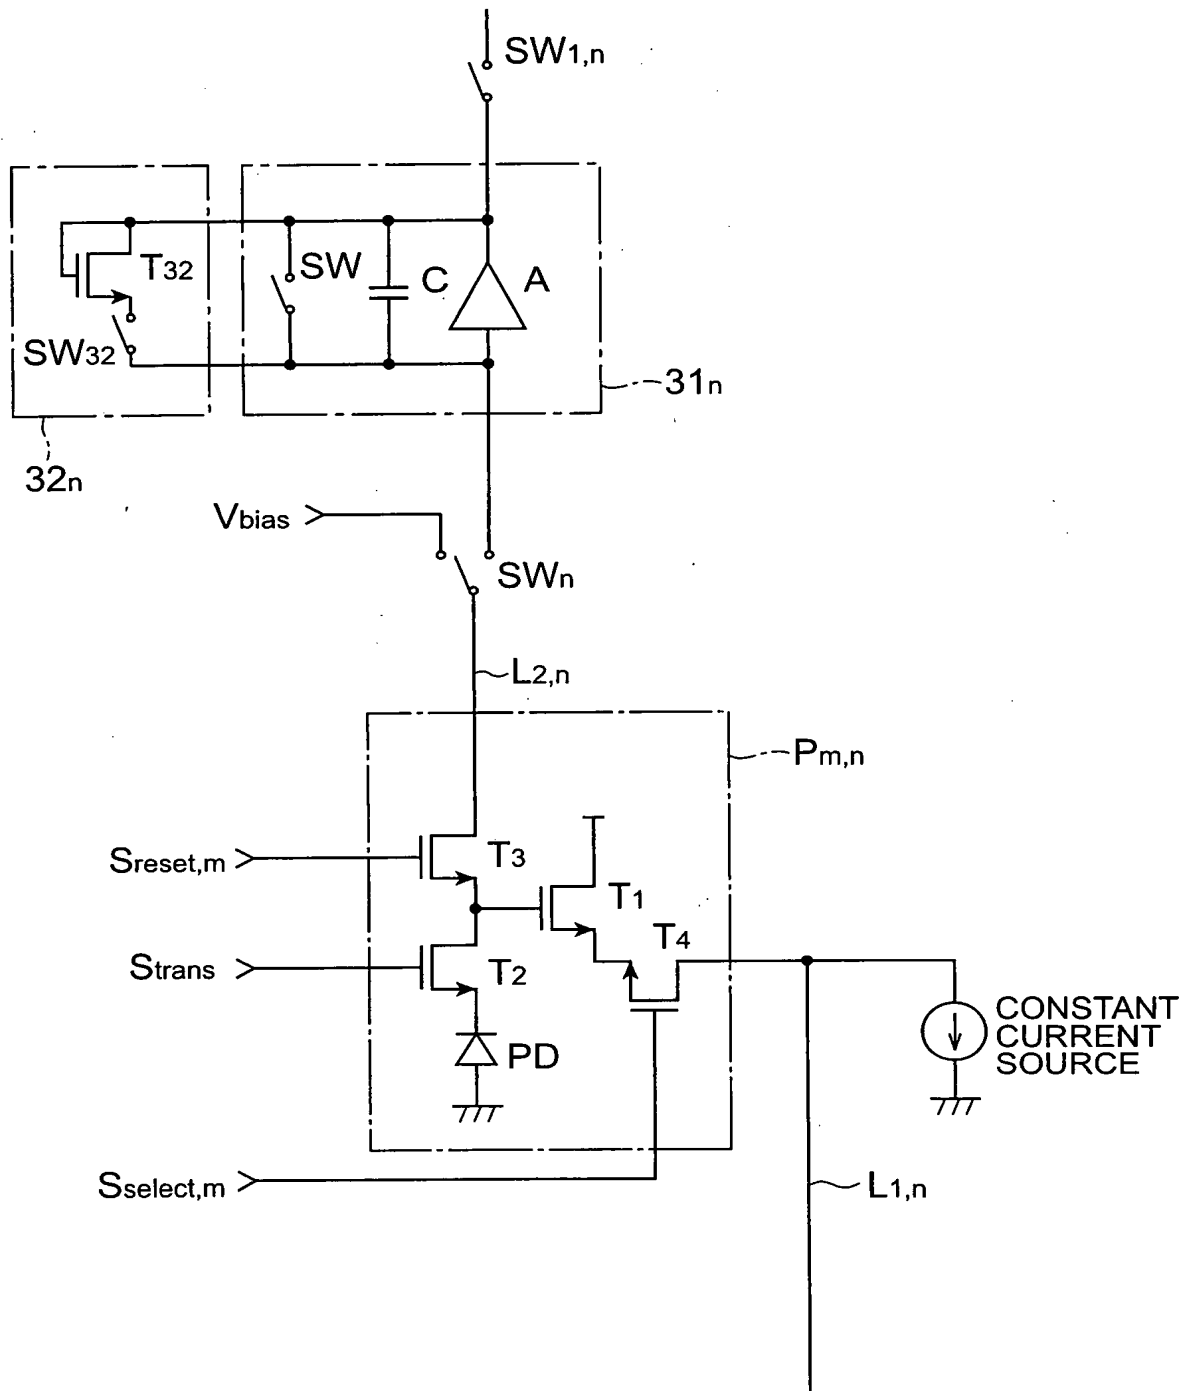 SW1,n
T32
SW
C
A
SW32
31n
32n
Vbias
SWn
L2,n
Pm,n
Sreset,m
T3
T1
T4
Strans
T2
CONSTANT
CURRENT
SOURCE
PD
Sselect,m
L1,n